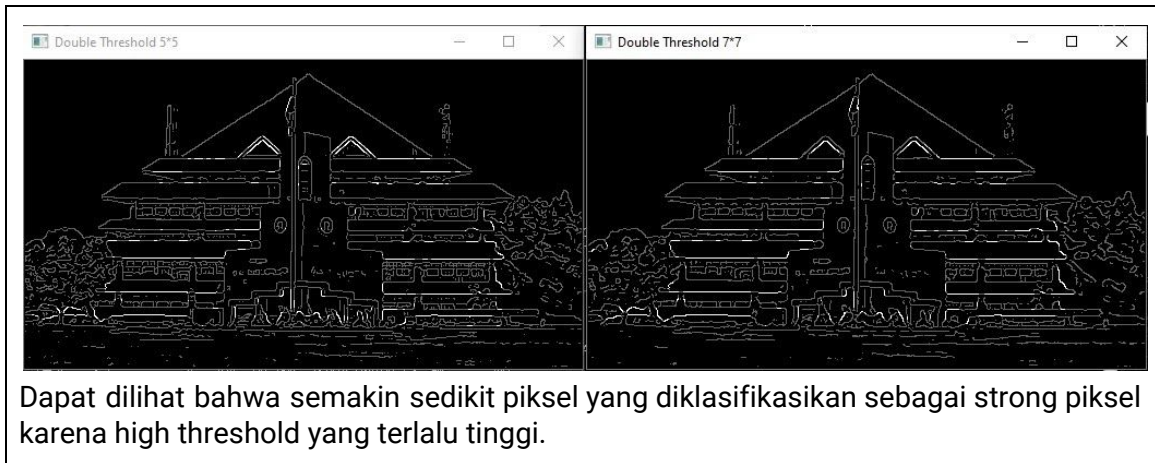 Double Threshold 5*5
Double Threshold 7*7
Dapat dilihat bahwa semakin sedikit piksel yang diklasifikasikan sebagai strong piksel
karena high threshold yang terlalu tinggi.